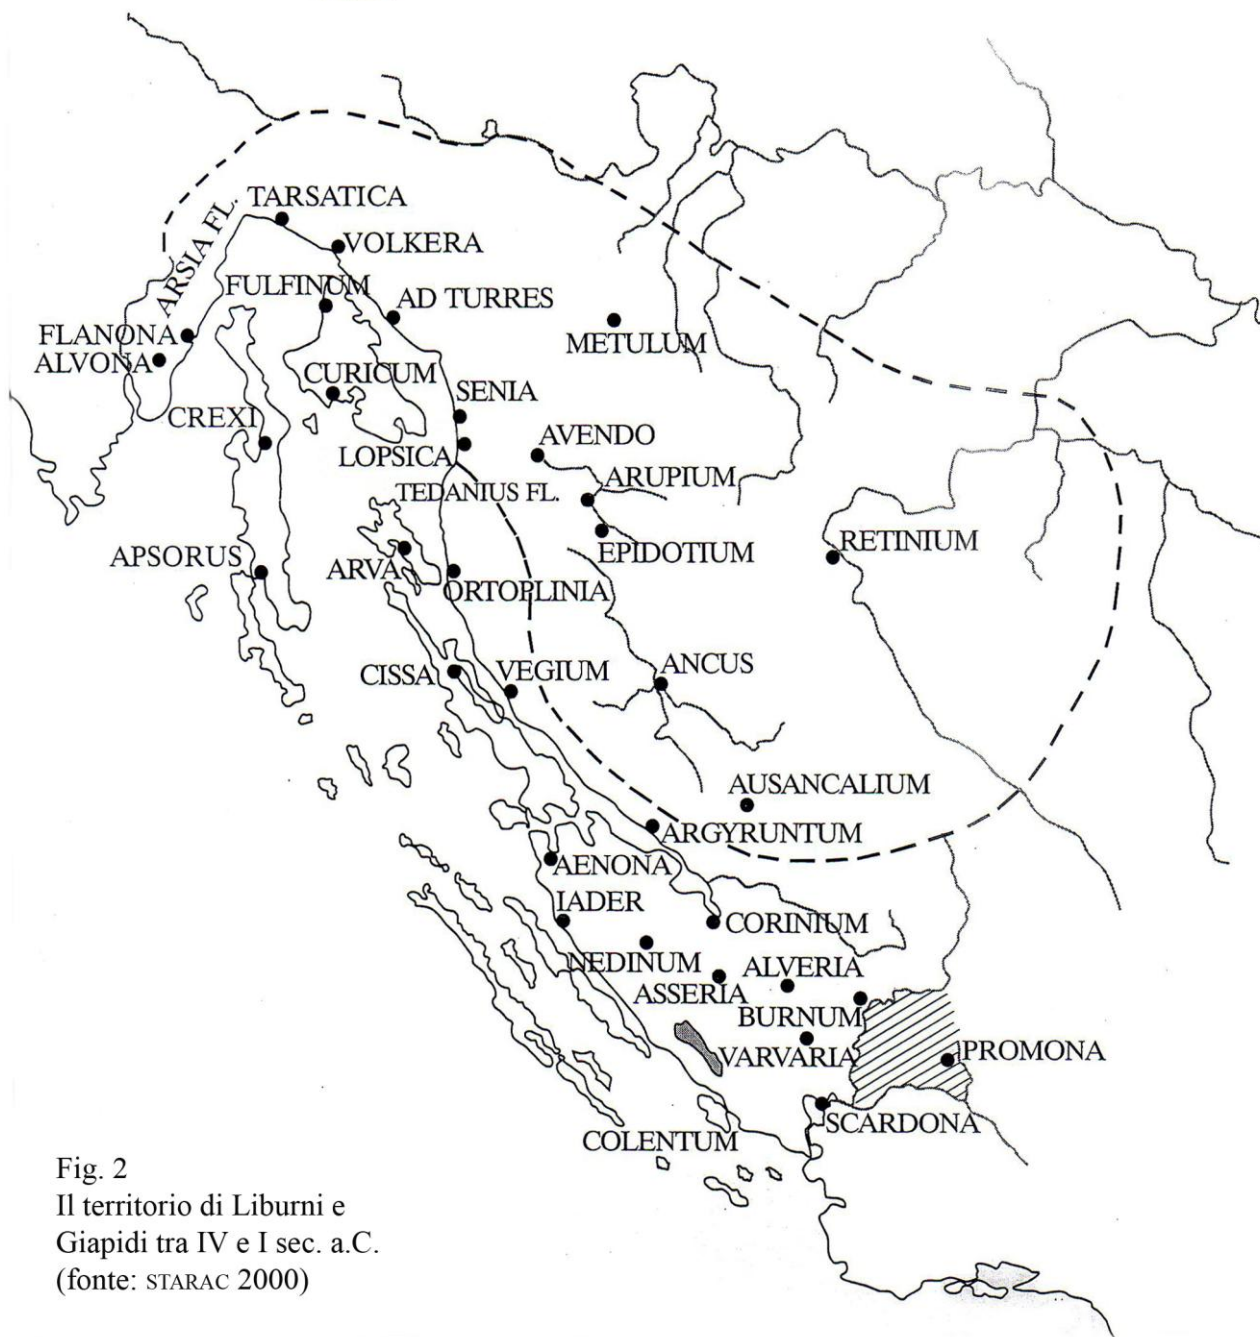 TARSATICA
ARSIA FL.
VOLKERA
FULFINUM
AD TURRES
FLANONA
ALVONA
METULUM
CURICUM
SENIA
CREXI
AVENDO
LOPSICA
ARUPIUM
TEDANIUS FL.
RETINIUM
EPIDOTIUM
APSORUS
ARVA
ORTOPLINIA
ANCUS
CISSA
VEGIUM
AUSANCALIUM
ARGYRUNTUM
AENONA
IADER
CORINIUM
NEDINUM
ALVERIA
ASSERIA
BURNUM
VARVARIA
PROMONA
SCARDONA
COLENTUM
Fig. 2
Il territorio di Liburni e
Giapidi tra IV e I sec. a.C.
(fonte: STARAC 2000)